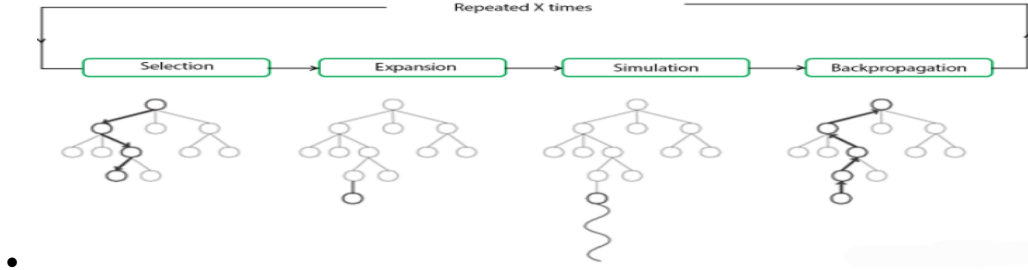 Repeated X times
Selection
Expansion
Simulation
Backpropagation